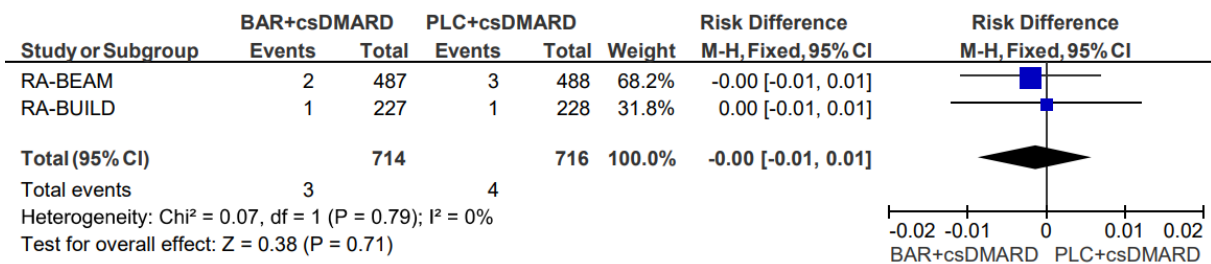 BAR+csDMARD PLC+csDMARD Risk Difference Risk Difference
Study or Subgroup Events Total Events Total Weight M-H, Fixed, 95% CI M-H, Fixed, 95% CI
RA-BEAM 2 487 3 488 68.2% -0.00 [-0.01, 0.01]
RA-BUILD 1 227 1 228 31.8% 0.00 [-0.01, 0.01]
Total (95% CI) 714 716 100.0% -0.00 [-0.01, 0.01]
Total events 3 4
Heterogeneity: Chi² = 0.07, df = 1 (P = 0.79); I² = 0%
Test for overall effect: Z = 0.38 (P = 0.71)
-0.02 -0.01 0 0.01 0.02
BAR+csDMARD PLC+csDMARD